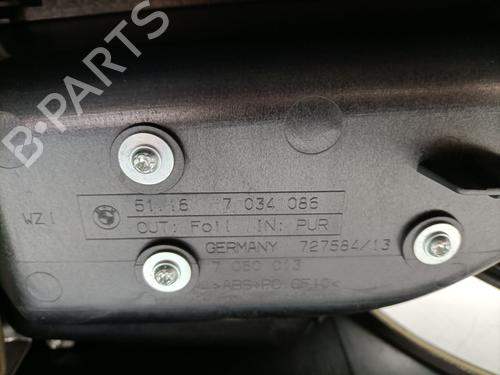 B-PARTS
WZ1
51.16 7 034 086
OUT: Foil IN: PUR
GERMANY 727584/13
7 060 013
>ABS+PC GF10<